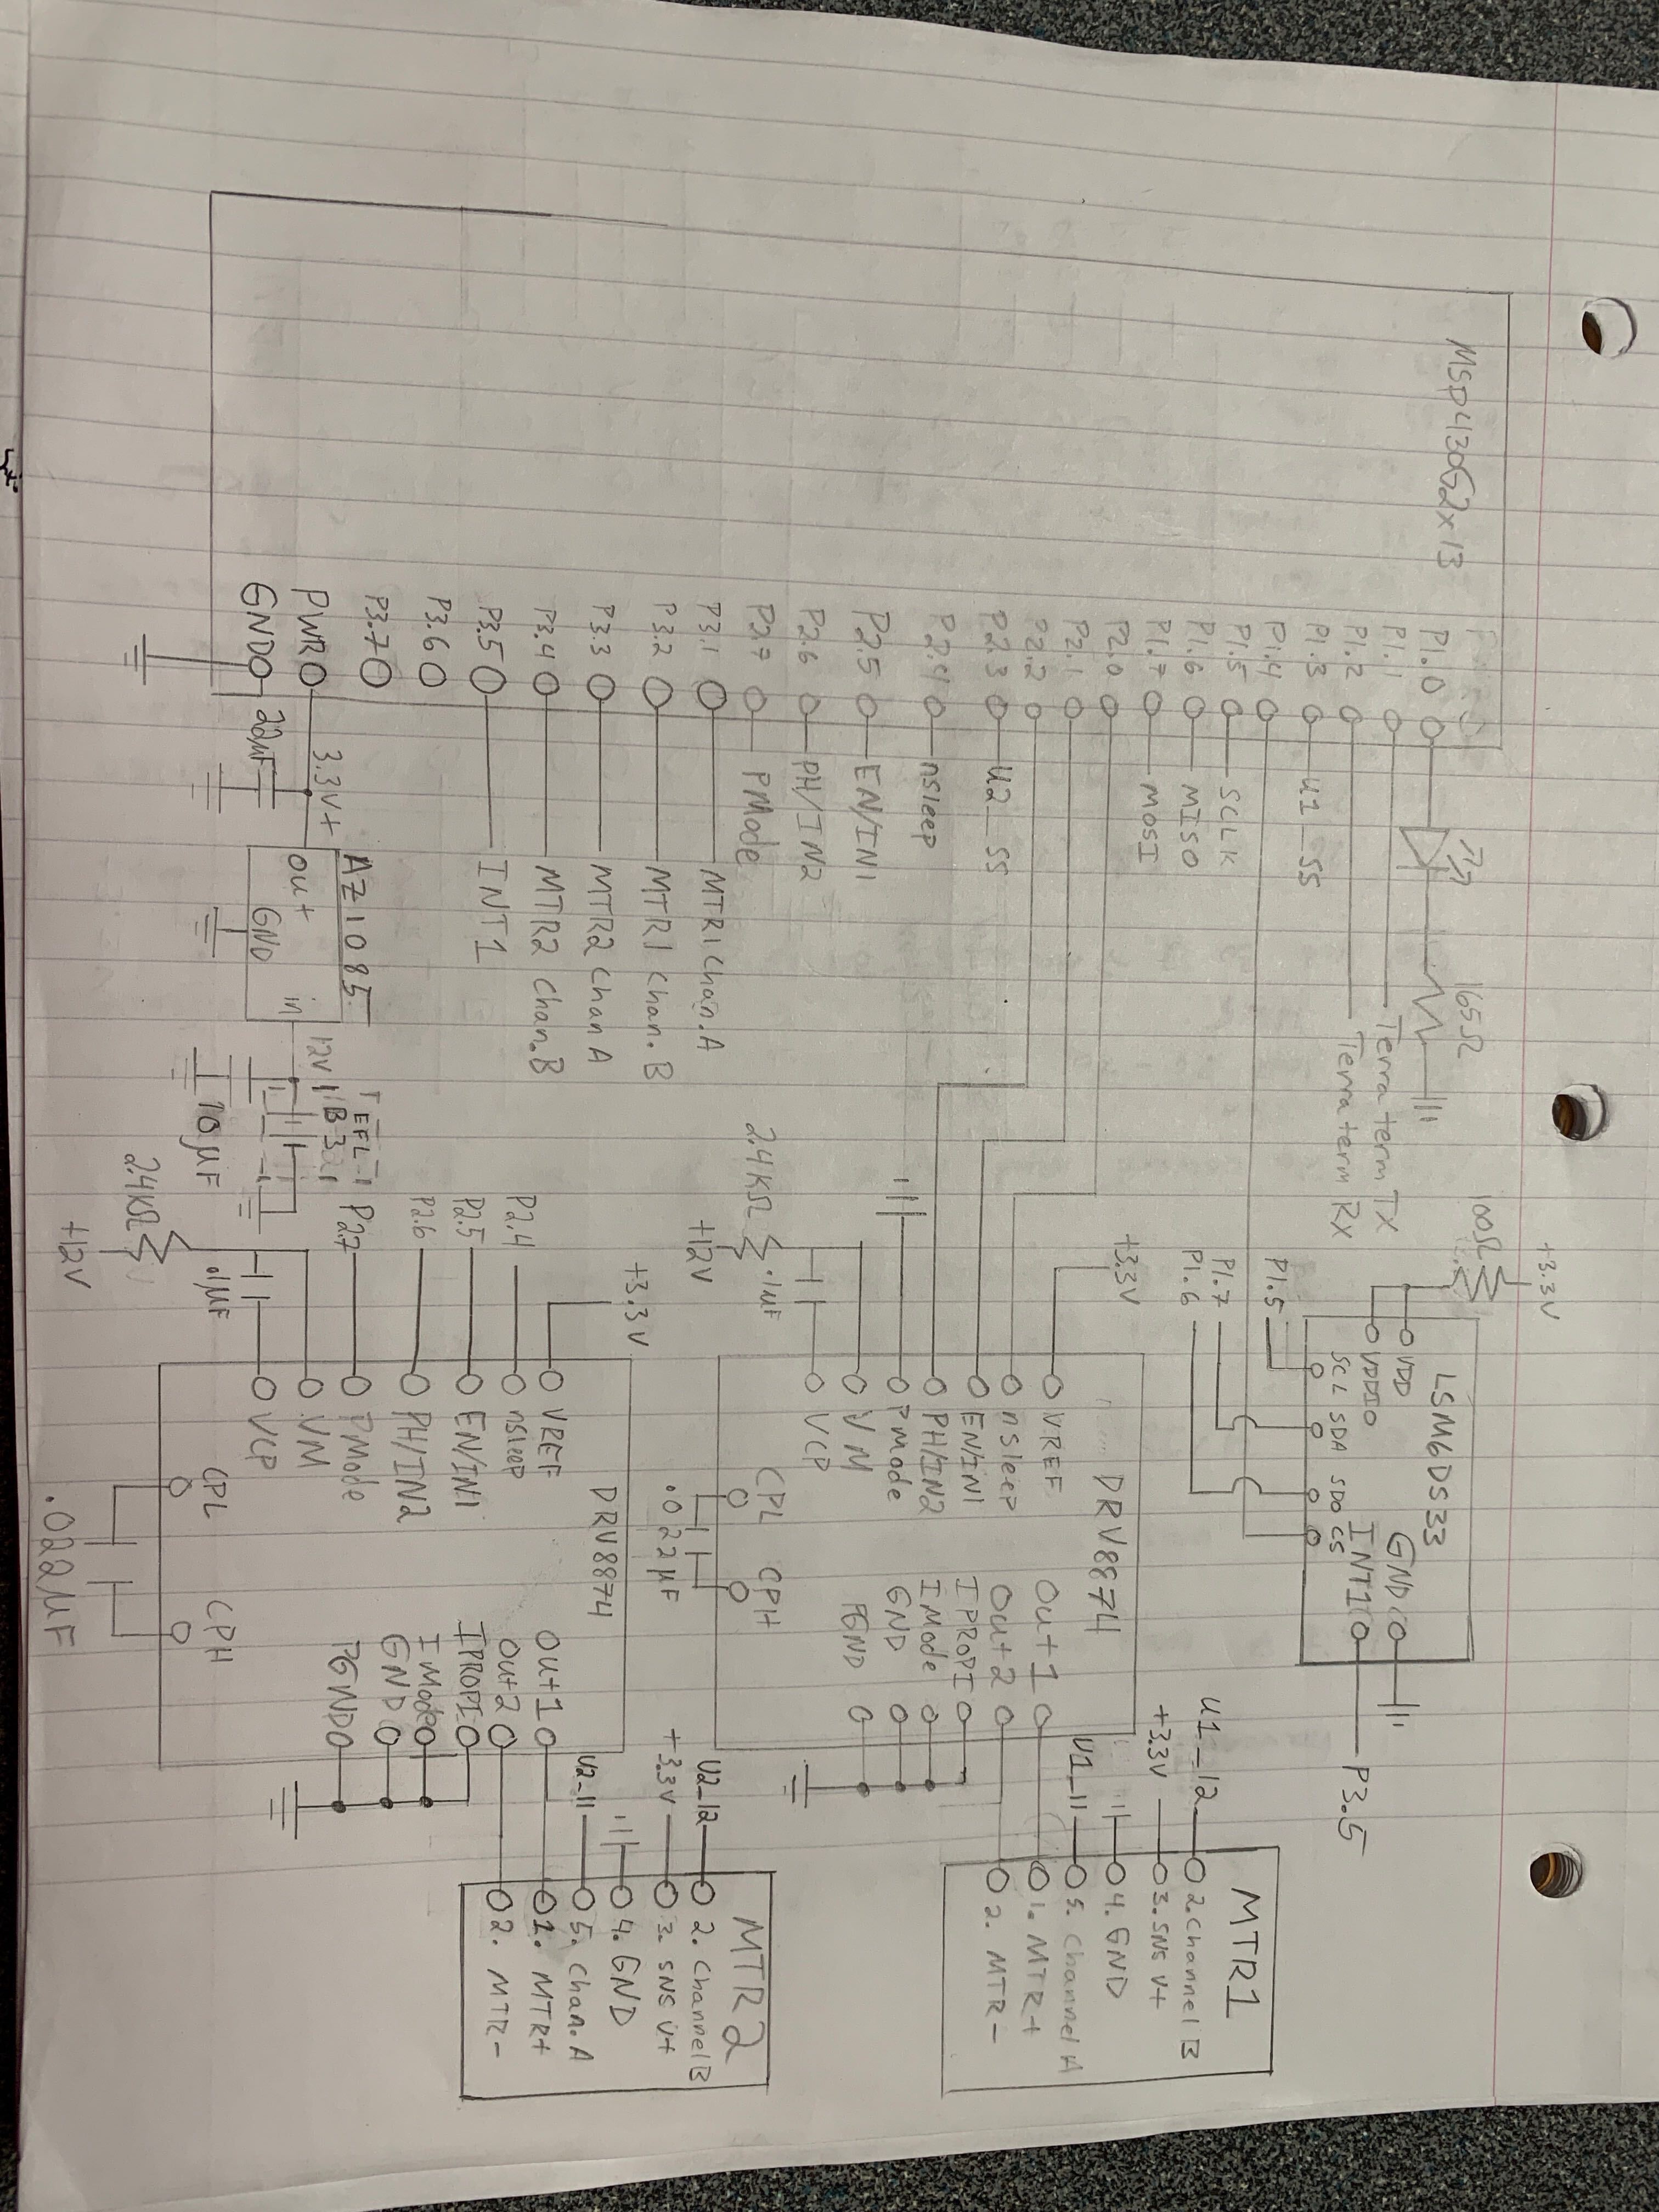 MSP430G2x13
P1.0
165Ω
P1.1
Terra term TX
P1.2
Terra term RX
P1.3
U1_SS
P1.4
P1.5
SCLK
P1.6
MISO
P1.7
MOSI
P2.0
P2.1
P2.2
P2.3
U2_SS
P2.4
nsleep
P2.5
EN/IN1
P2.6
PH/IN2
P2.7
PMode
P3.1
MTR1 Chan.A
P3.2
MTR1 Chan.B
P3.3
MTR2 Chan A
P3.4
MTR2 Chan.B
P3.5
INT1
P3.6
P3.7
PWR
3.3V+
GND
22µF
AZ1085
out
in
GND
12V
EFL
B 3
10µF
+3.3V
100Ω
LSM6DS33
VDD
VDDIO
GND
INT1
P3.5
SCL SDA SDO CS
P1.5
P1.7
P1.6
+3.3V
DRV8874
VREF
nsleep
EN/IN1
PH/IN2
PMode
VM
VCP
Out1
Out2
IPROPI
IMode
GND
PGND
CPL CPH
2.4KΩ
.1µF
+12V
.022µF
MTR1
U1_12
2. Channel B
+3.3V
3. SNS V+
4. GND
U1_11
5. Channel A
1. MTR+
2. MTR-
+3.3V
DRV8874
VREF
P2.4
nsleep
P2.5
EN/IN1
P2.6
PH/IN2
P2.7
PMode
VM
VCP
Out1
Out2
IPROPI
IMode
GND
PGND
CPL CPH
.1µF
2.4KΩ
+12V
.022µF
MTR2
U2_12
2. Channel B
+3.3V
3. SNS V+
4. GND
U2_11
5. Chan.A
1. MTR+
2. MTR-